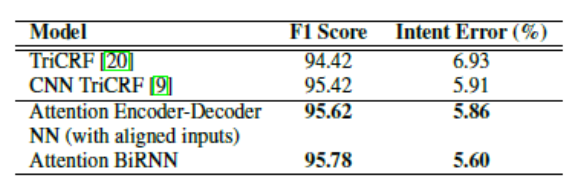 Model F1 Score Intent Error (%)
TriCRF [20] 94.42 6.93
CNN TriCRF [9] 95.42 5.91
Attention Encoder-Decoder 95.62 5.86
NN (with aligned inputs)
Attention BiRNN 95.78 5.60